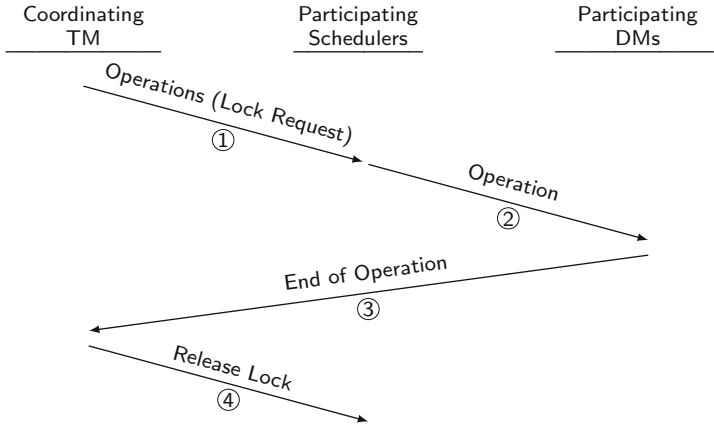 Coordinating Participating Participating
TM Schedulers DMs
Operations (Lock Request)
①
Operation
②
End of Operation
③
Release Lock
④